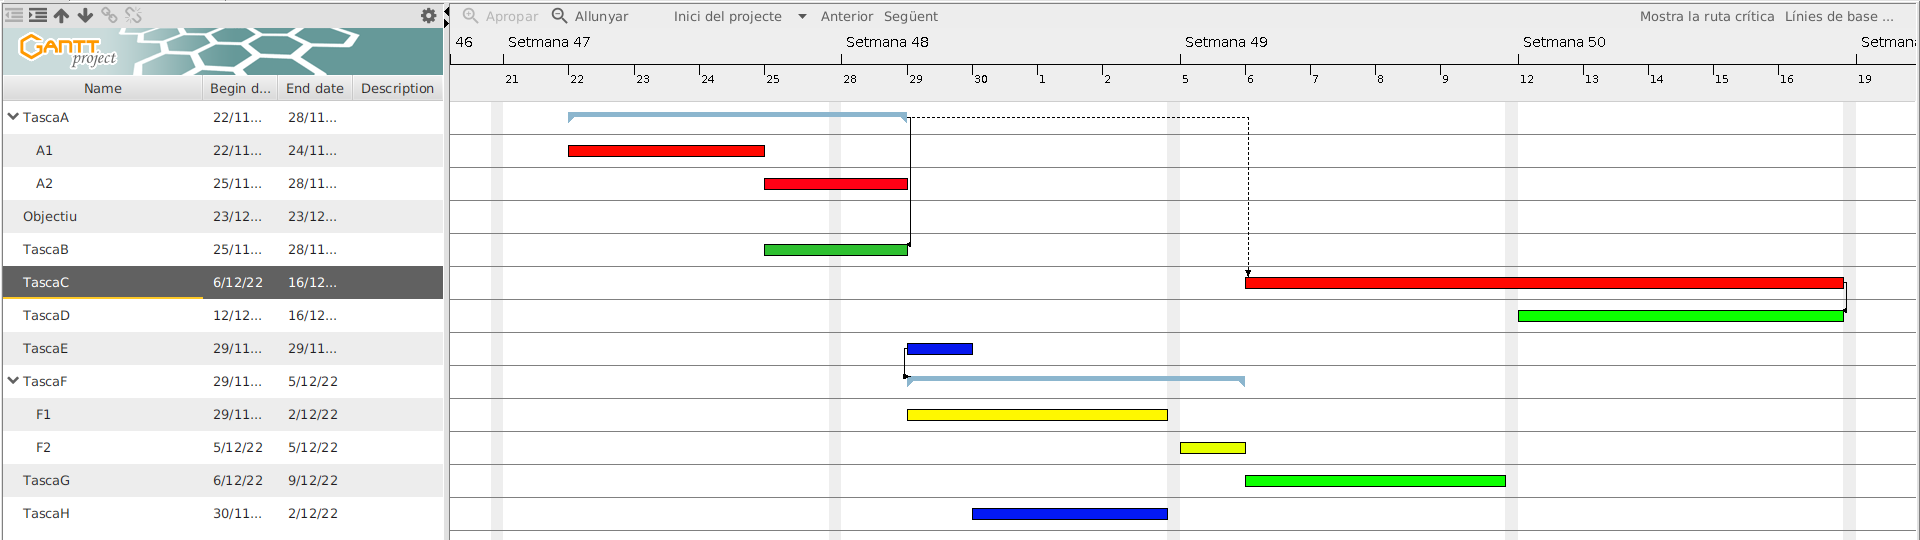 Apropar Allunyar Inici del projecte Anterior Següent Mostra la ruta crítica Línies de base ...
GANTT project
46 Setmana 47 Setmana 48 Setmana 49 Setmana 50 Setman
21 22 23 24 25 28 29 30 1 2 5 6 7 8 9 12 13 14 15 16 19
Name Begin d... End date Description
TascaA 22/11... 28/11...
A1 22/11... 24/11...
A2 25/11... 28/11...
Objectiu 23/12... 23/12...
TascaB 25/11... 28/11...
TascaC 6/12/22 16/12...
TascaD 12/12... 16/12...
TascaE 29/11... 29/11...
TascaF 29/11... 5/12/22
F1 29/11... 2/12/22
F2 5/12/22 5/12/22
TascaG 6/12/22 9/12/22
TascaH 30/11... 2/12/22